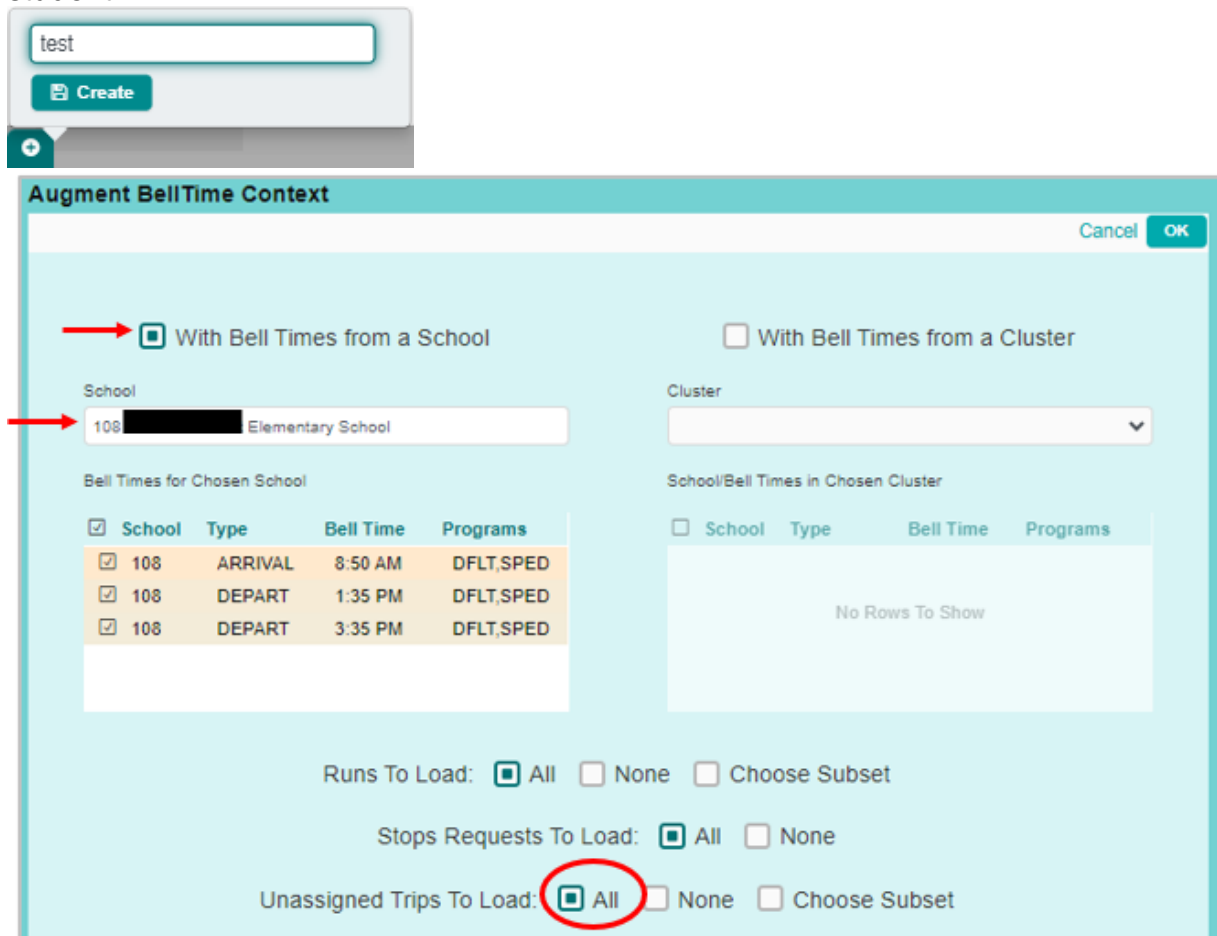 test
Create
Augment BellTime Context
Cancel OK
With Bell Times from a School
With Bell Times from a Cluster
School
Cluster
108 Elementary School
Bell Times for Chosen School
School/Bell Times in Chosen Cluster
School Type Bell Time Programs
School Type Bell Time Programs
108 ARRIVAL 8:50 AM DFLT,SPED
108 DEPART 1:35 PM DFLT,SPED
108 DEPART 3:35 PM DFLT,SPED
No Rows To Show
Runs To Load: All None Choose Subset
Stops Requests To Load: All None
Unassigned Trips To Load: All None Choose Subset